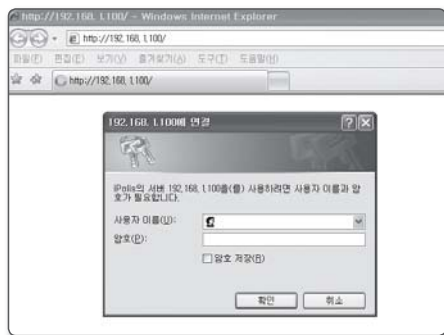 http://192.168.1.100/ - Windows Internet Explorer
http://192.168.1.100/
파일(F) 편집(E) 보기(V) 즐겨찾기(A) 도구(T) 도움말(H)
http://192.168.1.100/
192.168.1.100에 연결
iPolis의 서버 192.168.1.100을(를) 사용하려면 사용자 이름과 암
호가 필요합니다.
사용자 이름(U):
암호(P):
암호 저장(R)
확인 취소